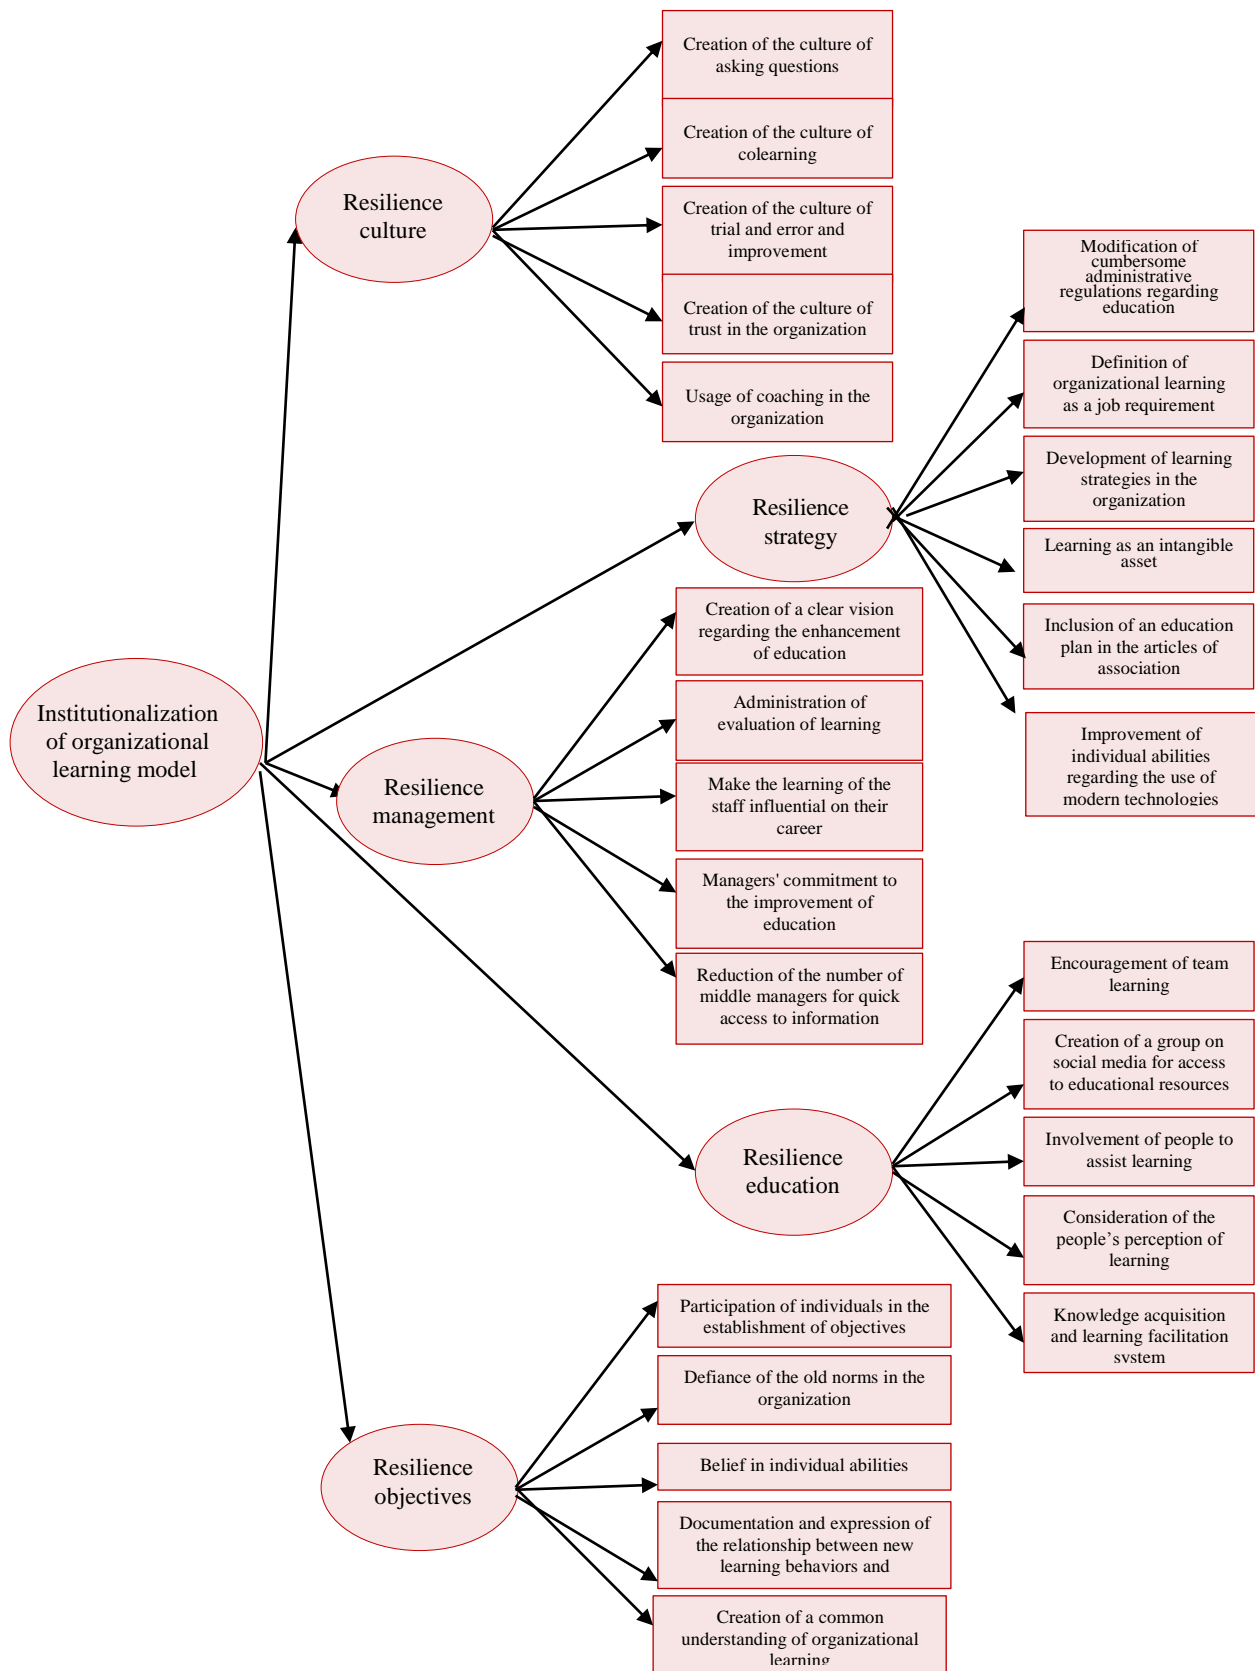 Creation of the culture of
asking questions
Creation of the culture of
colearning
Resilience
culture
Creation of the culture of
trial and error and
improvement
Creation of the culture of
trust in the organization
Usage of coaching in the
organization
Modification of
cumbersome
administrative
regulations regarding
education
Definition of
organizational learning
as a job requirement
Resilience
strategy
Development of learning
strategies in the
organization
Learning as an intangible
asset
Inclusion of an education
plan in the articles of
association
Improvement of
individual abilities
regarding the use of
modern technologies
Institutionalization
of organizational
learning model
Resilience
management
Creation of a clear vision
regarding the enhancement
of education
Administration of
evaluation of learning
Make the learning of the
staff influential on their
career
Managers' commitment to
the improvement of
education
Reduction of the number of
middle managers for quick
access to information
Resilience
education
Encouragement of team
learning
Creation of a group on
social media for access
to educational resources
Involvement of people to
assist learning
Consideration of the
people’s perception of
learning
Knowledge acquisition
and learning facilitation
system
Resilience
objectives
Participation of individuals in the
establishment of objectives
Defiance of the old norms in the
organization
Belief in individual abilities
Documentation and expression of
the relationship between new
learning behaviors and
Creation of a common
understanding of organizational
learning